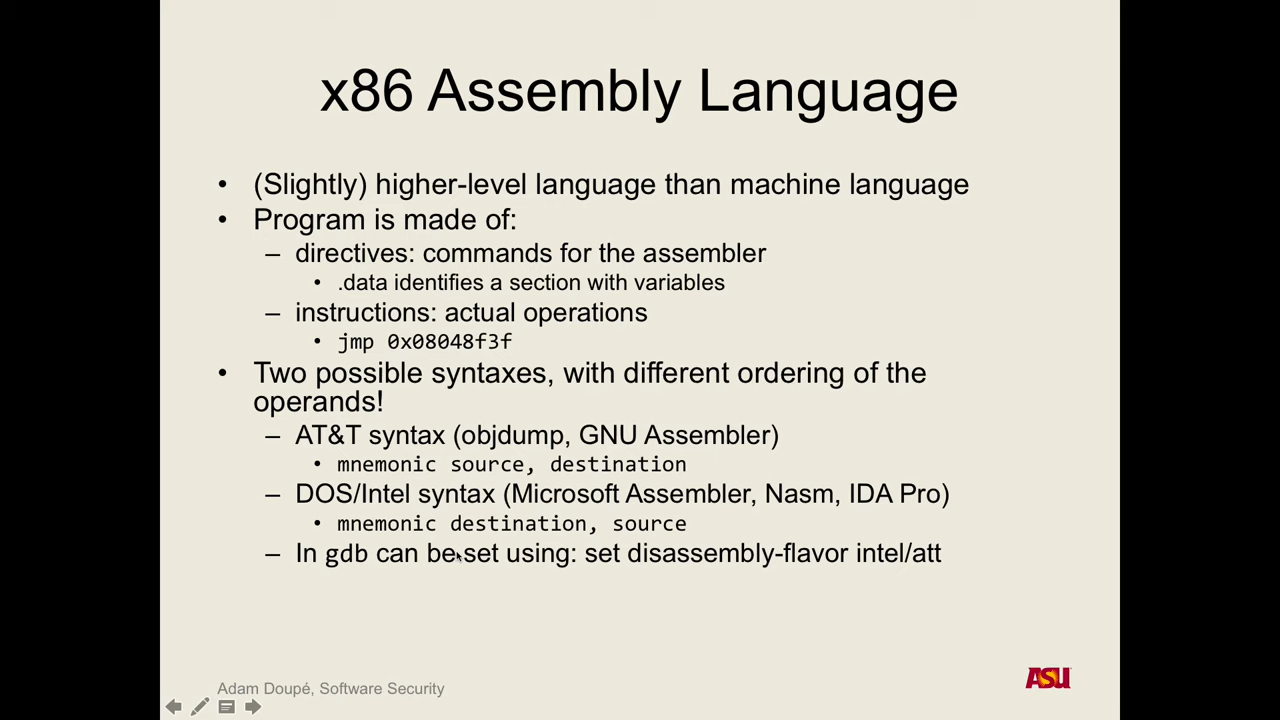 x86 Assembly Language
• (Slightly) higher-level language than machine language
• Program is made of:
– directives: commands for the assembler
• .data identifies a section with variables
– instructions: actual operations
• jmp 0x08048f3f
• Two possible syntaxes, with different ordering of the
operands!
– AT&T syntax (objdump, GNU Assembler)
• mnemonic source, destination
– DOS/Intel syntax (Microsoft Assembler, Nasm, IDA Pro)
• mnemonic destination, source
– In gdb can be set using: set disassembly-flavor intel/att
Adam Doupé, Software Security
ASU